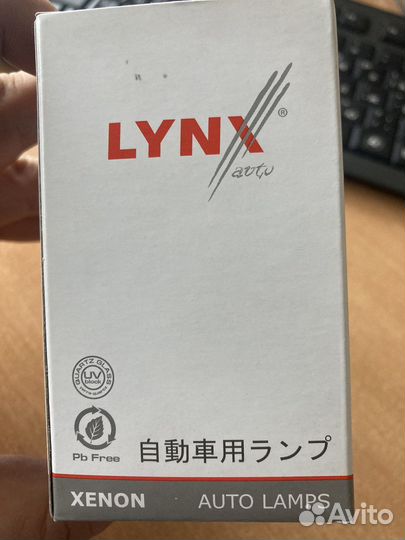 LYNX ®
auto
QUARTZ GLASS
UV
block
Pb Free
自動車用ランプ
XENON AUTO LAMPS
Avito